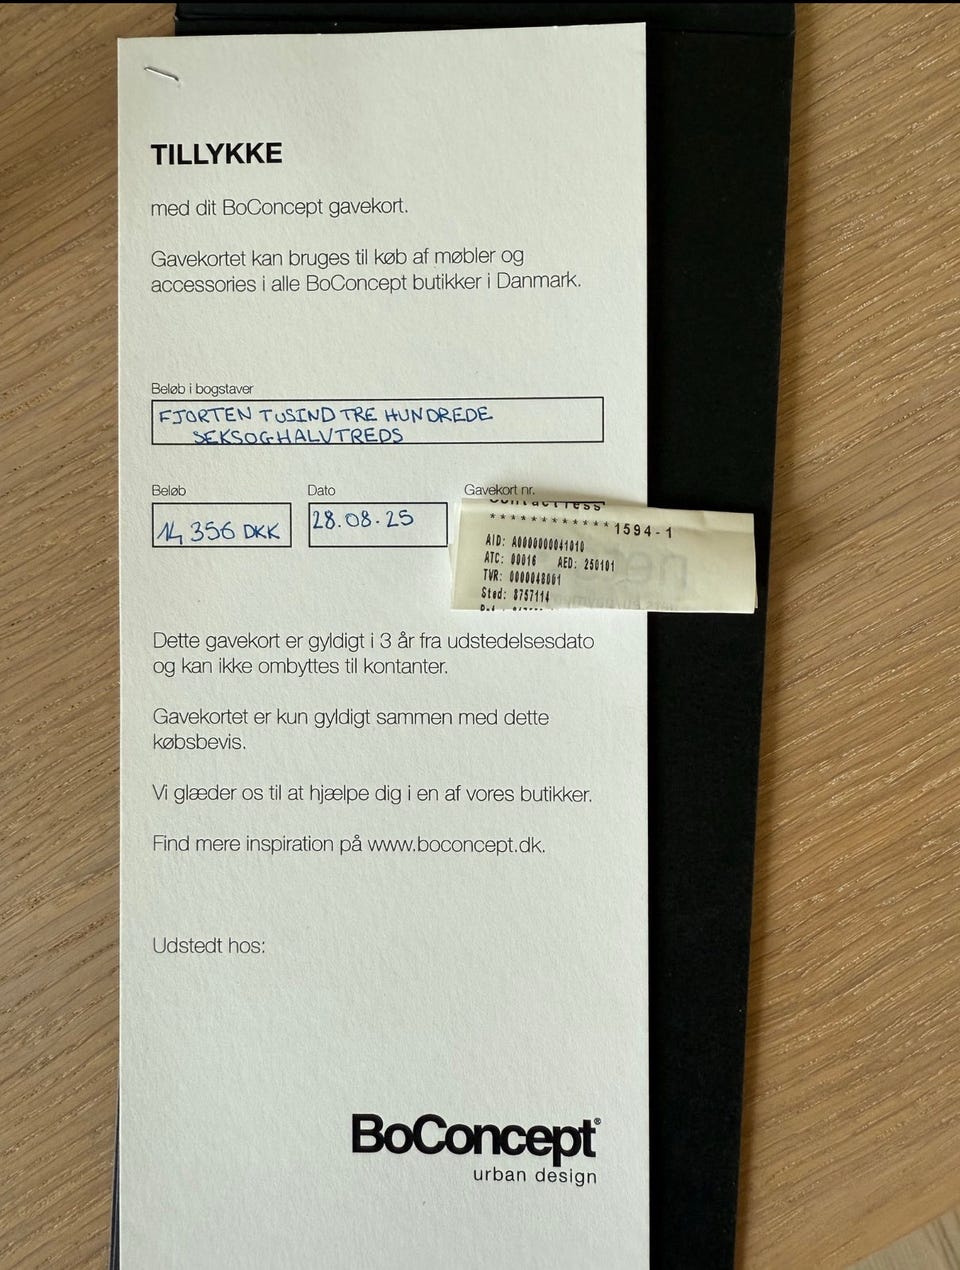 TILLYKKE
med dit BoConcept gavekort.
Gavekortet kan bruges til køb af møbler og
accessories i alle BoConcept butikker i Danmark.
Beløb i bogstaver
FJORTEN TUSIND TRE HUNDREDE
SEKSOGHALVTREDS
Beløb Dato Gavekort nr.
14 356 DKK 28.08.25
Contactless
************1594-1
AID: A0000000041010
ATC: 00016 AED: 250101
TVR: 0000048001
Sted: 8757114
Dette gavekort er gyldigt i 3 år fra udstedelsesdato
og kan ikke ombyttes til kontanter.
Gavekortet er kun gyldigt sammen med dette
købsbevis.
Vi glæder os til at hjælpe dig i en af vores butikker.
Find mere inspiration på www.boconcept.dk.
Udstedt hos:
BoConcept®
urban design